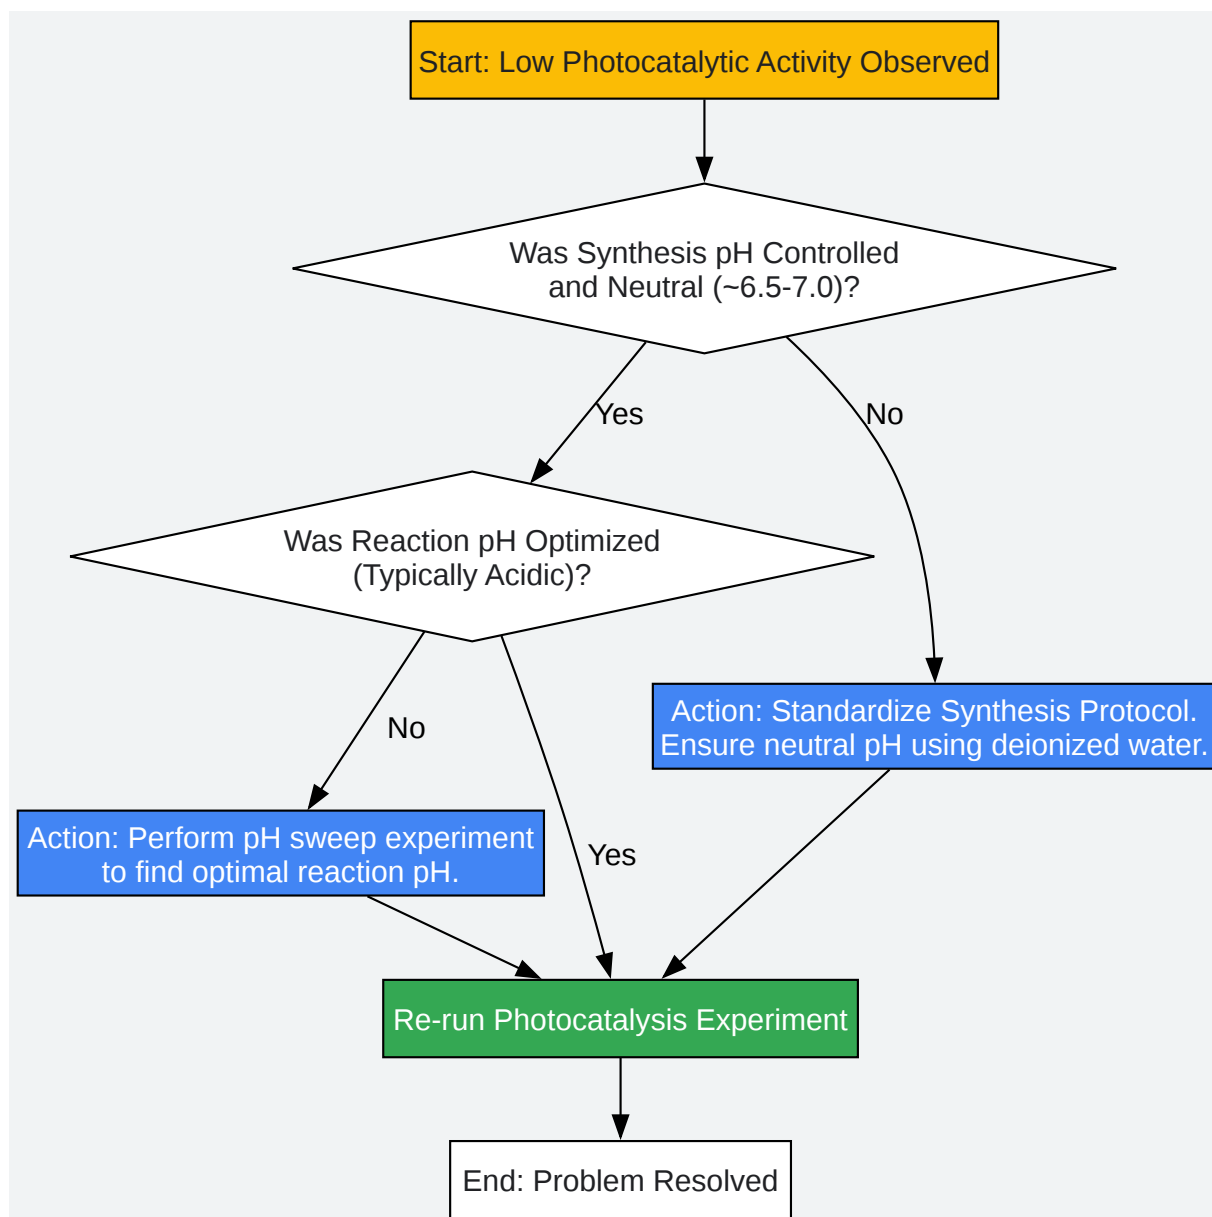 Start: Low Photocatalytic Activity Observed
Was Synthesis pH Controlled
and Neutral (~6.5-7.0)?
Yes
No
Was Reaction pH Optimized
(Typically Acidic)?
Action: Standardize Synthesis Protocol.
Ensure neutral pH using deionized water.
No
Action: Perform pH sweep experiment
to find optimal reaction pH.
Yes
Re-run Photocatalysis Experiment
End: Problem Resolved